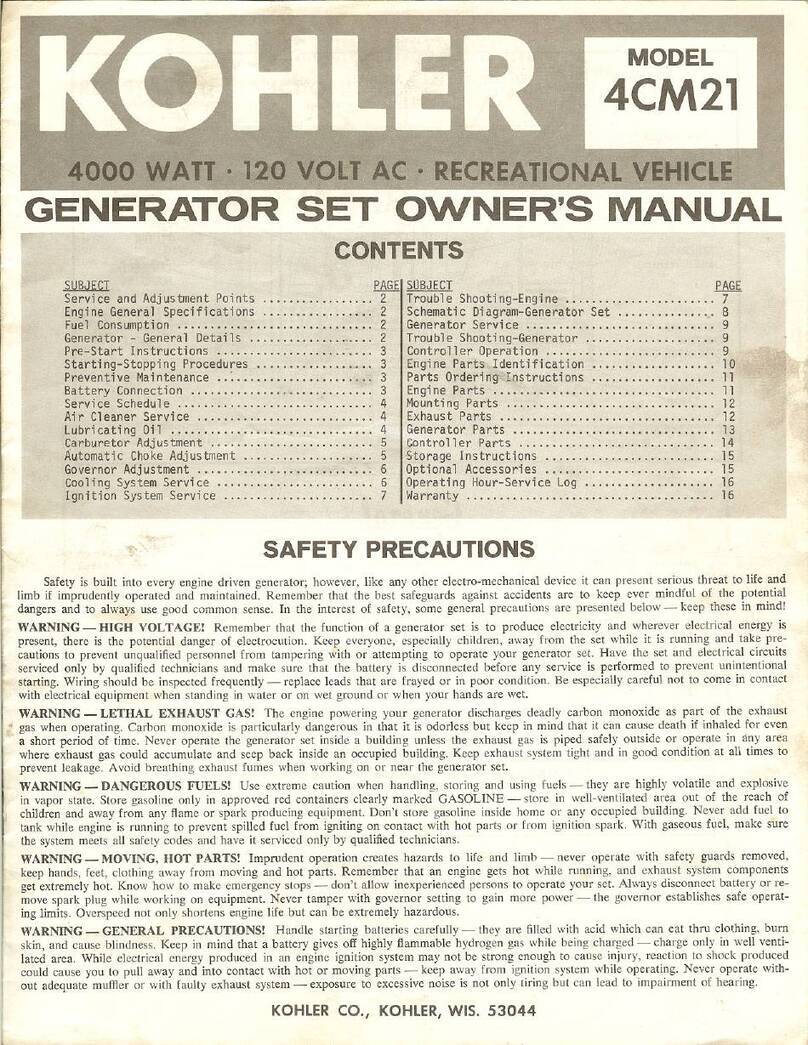 KOHLER
MODEL
4CM21
4000 WATT · 120 VOLT AC · RECREATIONAL VEHICLE
GENERATOR SET OWNER'S MANUAL
CONTENTS
SUBJECT PAGE
Service and Adjustment Points ................ 2
Engine General Specifications ................ 2
Fuel Consumption ............................ 2
Generator - General Details .................. 2
Pre-Start Instructions ....................... 3
Starting-Stopping Procedures ................. 3
Preventive Maintenance ....................... 3
Battery Connection ........................... 3
Service Schedule ............................. 4
Air Cleaner Service .......................... 4
Lubricating Oil .............................. 4
Carburetor Adjustment ........................ 5
Automatic Choke Adjustment ................... 5
Governor Adjustment .......................... 6
Cooling System Service ....................... 6
Ignition System Service ...................... 7
SUBJECT PAGE
Trouble Shooting-Engine ...................... 7
Schematic Diagram-Generator Set .............. 8
Generator Service ............................ 9
Trouble Shooting-Generator ................... 9
Controller Operation ......................... 9
Engine Parts Identification .................. 10
Parts Ordering Instructions .................. 11
Engine Parts ................................. 11
Mounting Parts ............................... 12
Exhaust Parts ................................ 12
Generator Parts .............................. 13
Controller Parts ............................. 14
Storage Instructions ......................... 15
Optional Accessories ......................... 15
Operating Hour-Service Log ................... 16
Warranty ..................................... 16
SAFETY PRECAUTIONS
Safety is built into every engine driven generator; however, like any other electro-mechanical device it can present serious threat to life and
limb if imprudently operated and maintained. Remember that the best safeguards against accidents are to keep ever mindful of the potential
dangers and to always use good common sense. In the interest of safety, some general precautions are presented below — keep these in mind!
WARNING — HIGH VOLTAGE! Remember that the function of a generator set is to produce electricity and wherever electrical energy is
present, there is the potential danger of electrocution. Keep everyone, especially children, away from the set while it is running and take pre-
cautions to prevent unqualified personnel from tampering with or attempting to operate your generator set. Have the set and electrical circuits
serviced only by qualified technicians and make sure that the battery is disconnected before any service is performed to prevent unintentional
starting. Wiring should be inspected frequently — replace leads that are frayed or in poor condition. Be especially careful not to come in contact
with electrical equipment when standing in water or on wet ground or when your hands are wet.
WARNING — LETHAL EXHAUST GAS! The engine powering your generator discharges deadly carbon monoxide as part of the exhaust
gas when operating. Carbon monoxide is particularly dangerous in that it is odorless but keep in mind that it can cause death if inhaled for even
a short period of time. Never operate the generator set inside a building unless the exhaust gas is piped safely outside or operate in any area
where exhaust gas could accumulate and seep back inside an occupied building. Keep exhaust system tight and in good condition at all times to
prevent leakage. Avoid breathing exhaust fumes when working on or near the generator set.
WARNING — DANGEROUS FUELS! Use extreme caution when handling, storing and using fuels — they are highly volatile and explosive
in vapor state. Store gasoline only in approved red containers clearly marked GASOLINE — store in well-ventilated area out of the reach of
children and away from any flame or spark producing equipment. Don't store gasoline inside home or any occupied building. Never add fuel to
tank while engine is running to prevent spilled fuel from igniting on contact with hot parts or from ignition spark. With gaseous fuel, make sure
the system meets all safety codes and have it serviced only by qualified technicians.
WARNING — MOVING, HOT PARTS! Imprudent operation creates hazards to life and limb — never operate with safety guards removed,
keep hands, feet, clothing away from moving and hot parts. Remember that an engine gets hot while running, and exhaust system components
get extremely hot. Know how to make emergency stops — don't allow inexperienced persons to operate your set. Always disconnect battery or re-
move spark plug while working on equipment. Never tamper with governor setting to gain more power — the governor establishes safe operat-
ing limits. Overspeed not only shortens engine life but can be extremely hazardous.
WARNING — GENERAL PRECAUTIONS! Handle starting batteries carefully — they are filled with acid which can eat thru clothing, burn
skin, and cause blindness. Keep in mind that a battery gives off highly flammable hydrogen gas while being charged — charge only in well venti-
lated area. While electrical energy produced in an engine ignition system may not be strong enough to cause injury, reaction to shock produced
could cause you to pull away and into contact with hot or moving parts — keep away from ignition system while operating. Never operate with-
out adequate muffler or with faulty exhaust system — exposure to excessive noise is not only tiring but can lead to impairment of hearing.
KOHLER CO., KOHLER, WIS. 53044